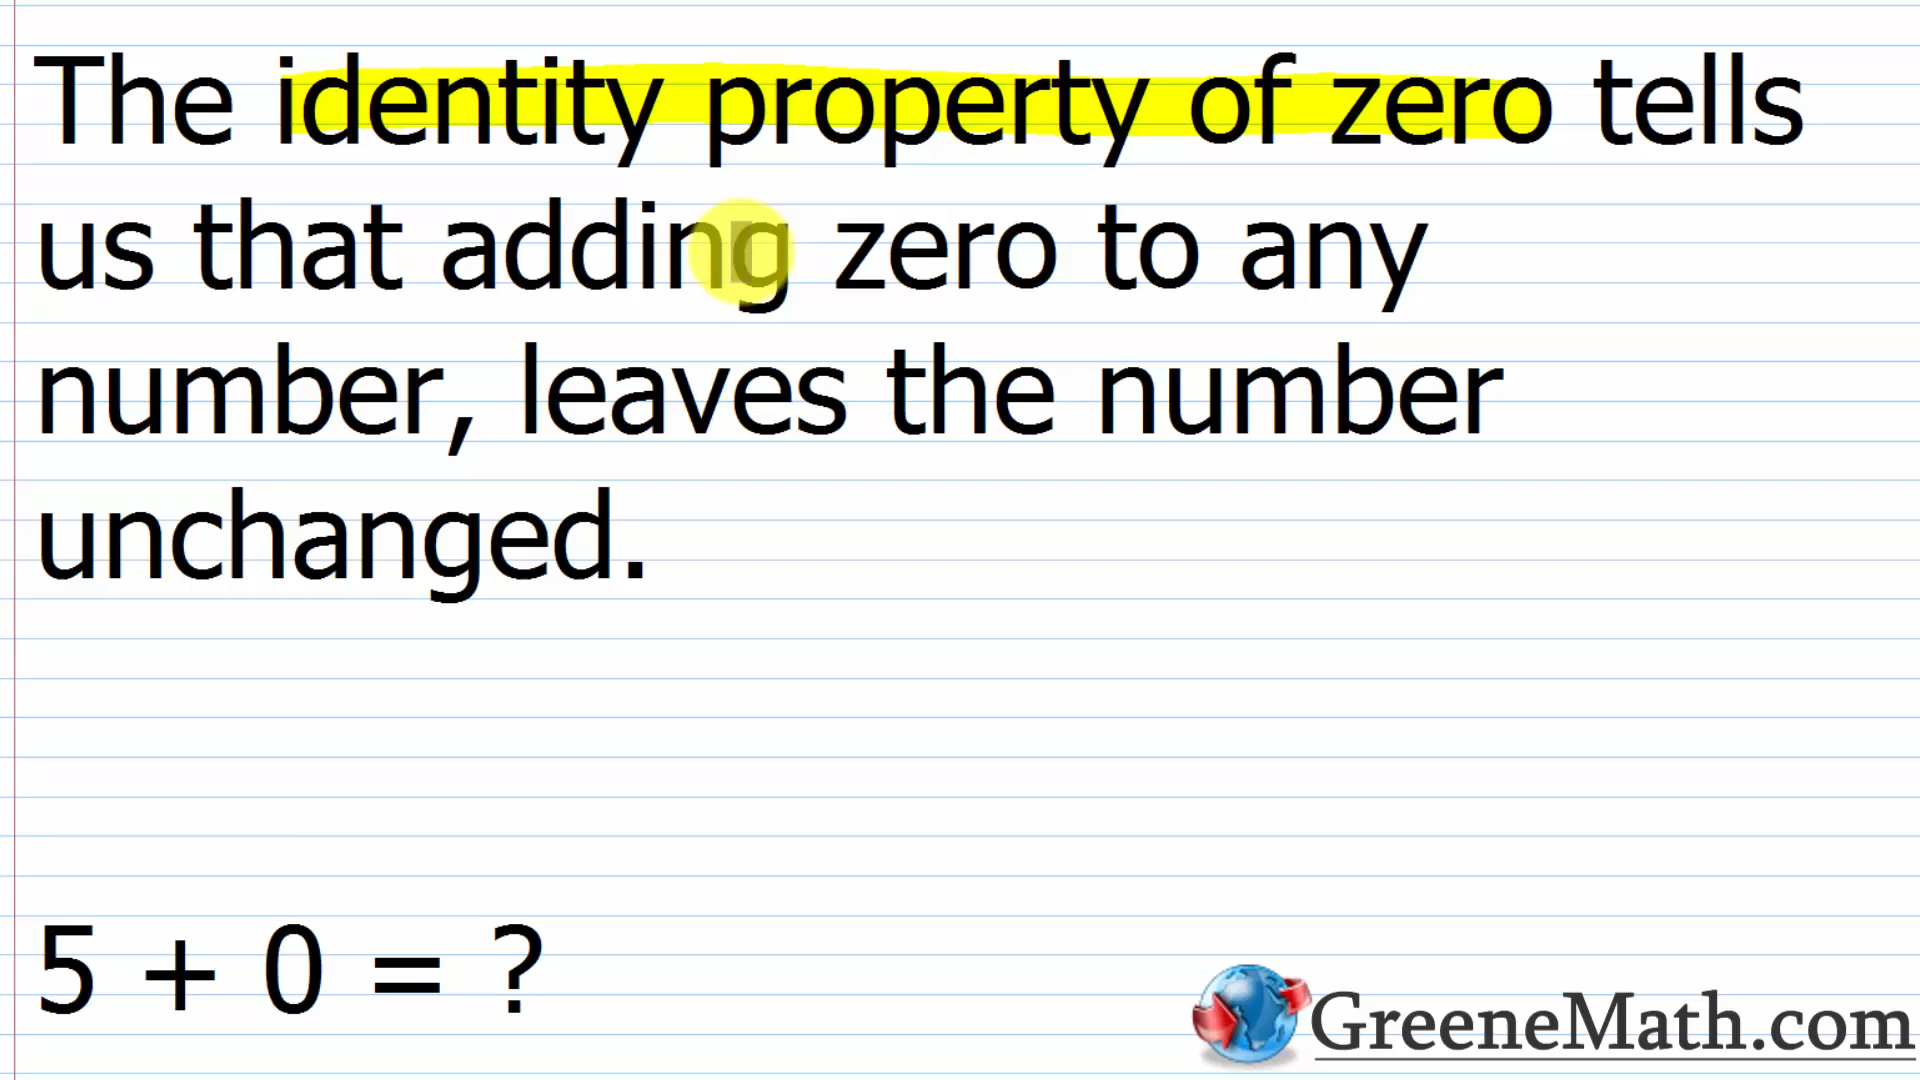 The identity property of zero tells
us that adding zero to any
number, leaves the number
unchanged.
5 + 0 = ?
GreeneMath.com